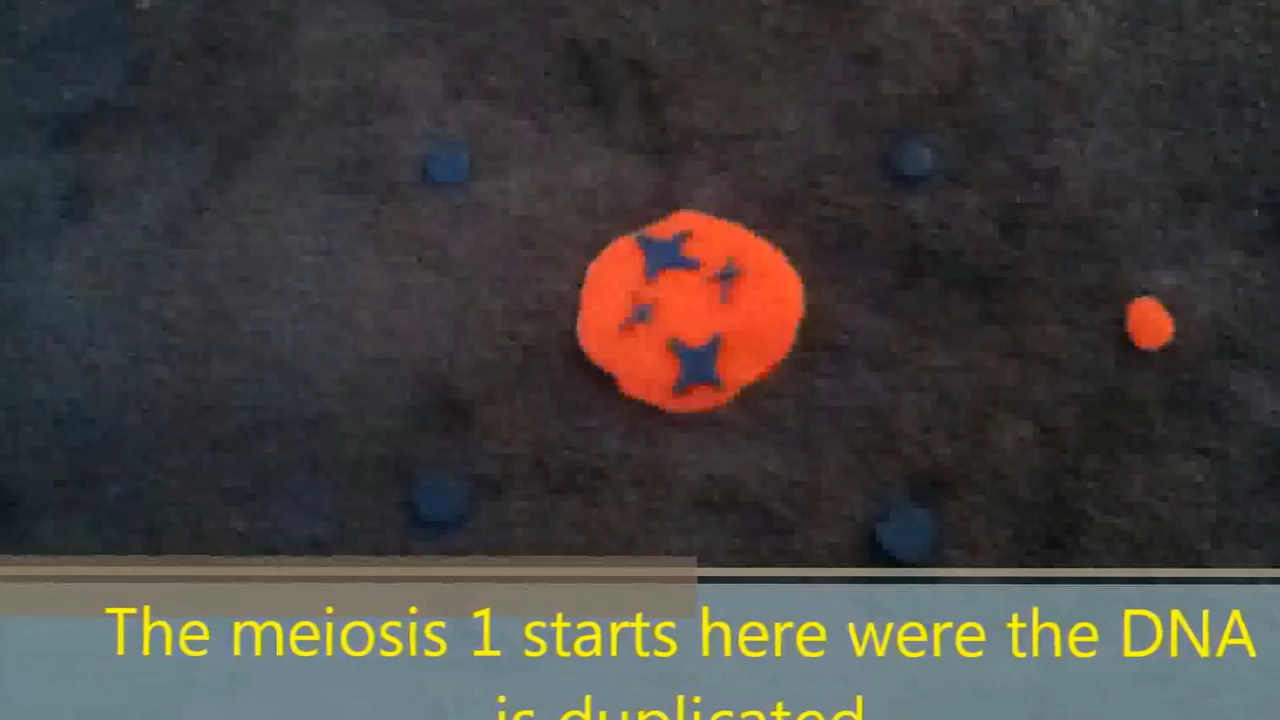 The meiosis 1 starts here were the DNA
is duplicated